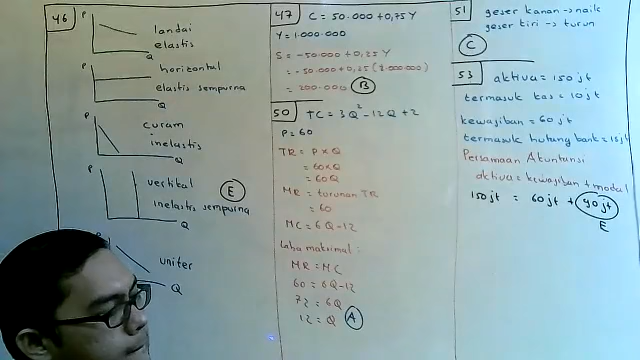 46
P
landai
elastis
Q
P
horizontal
elastis sempurna
Q
P
curam
inelastis
Q
P
vertikal
inelastis sempurna
E
Q
P
uniter
Q
47
C = 50.000 + 0,75Y
Y = 1.000.000
S = -50.000 + 0,25Y
= -50.000 + 0,25 (1.000.000)
= 200.000 B
50
TC = 3Q² - 12Q + 2
P = 60
TR = P x Q
= 60 x Q
= 60Q
MR = turunan TR
= 60
MC = 6Q - 12
Laba maksimal :
MR = MC
60 = 6Q - 12
72 = 6Q
12 = Q A
51
geser kanan -> naik
geser kiri -> turun
C
53
aktiva = 150 jt
termasuk kas = 10 jt
kewajiban = 60 jt
termasuk hutang bank = 15 jt
Persamaan Akuntansi
aktiva = kewajiban + modal
150 jt = 60 jt + 90 jt
E